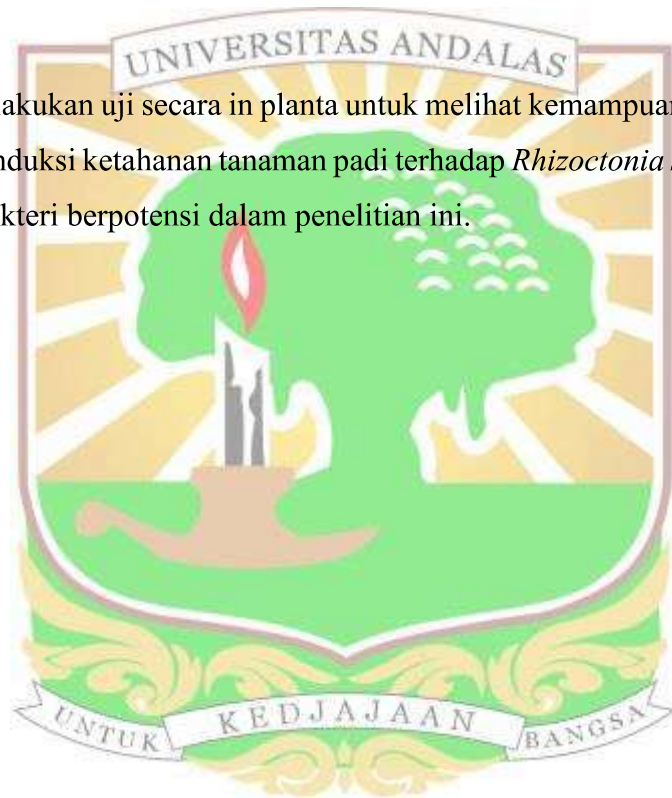 UNIVERSITAS ANDALAS
akukan uji secara in planta untuk melihat kemampuan
nduksi ketahanan tanaman padi terhadap Rhizoctonia
kteri berpotensi dalam penelitian ini.
UNTUK KEDJAJAAN BANGSA